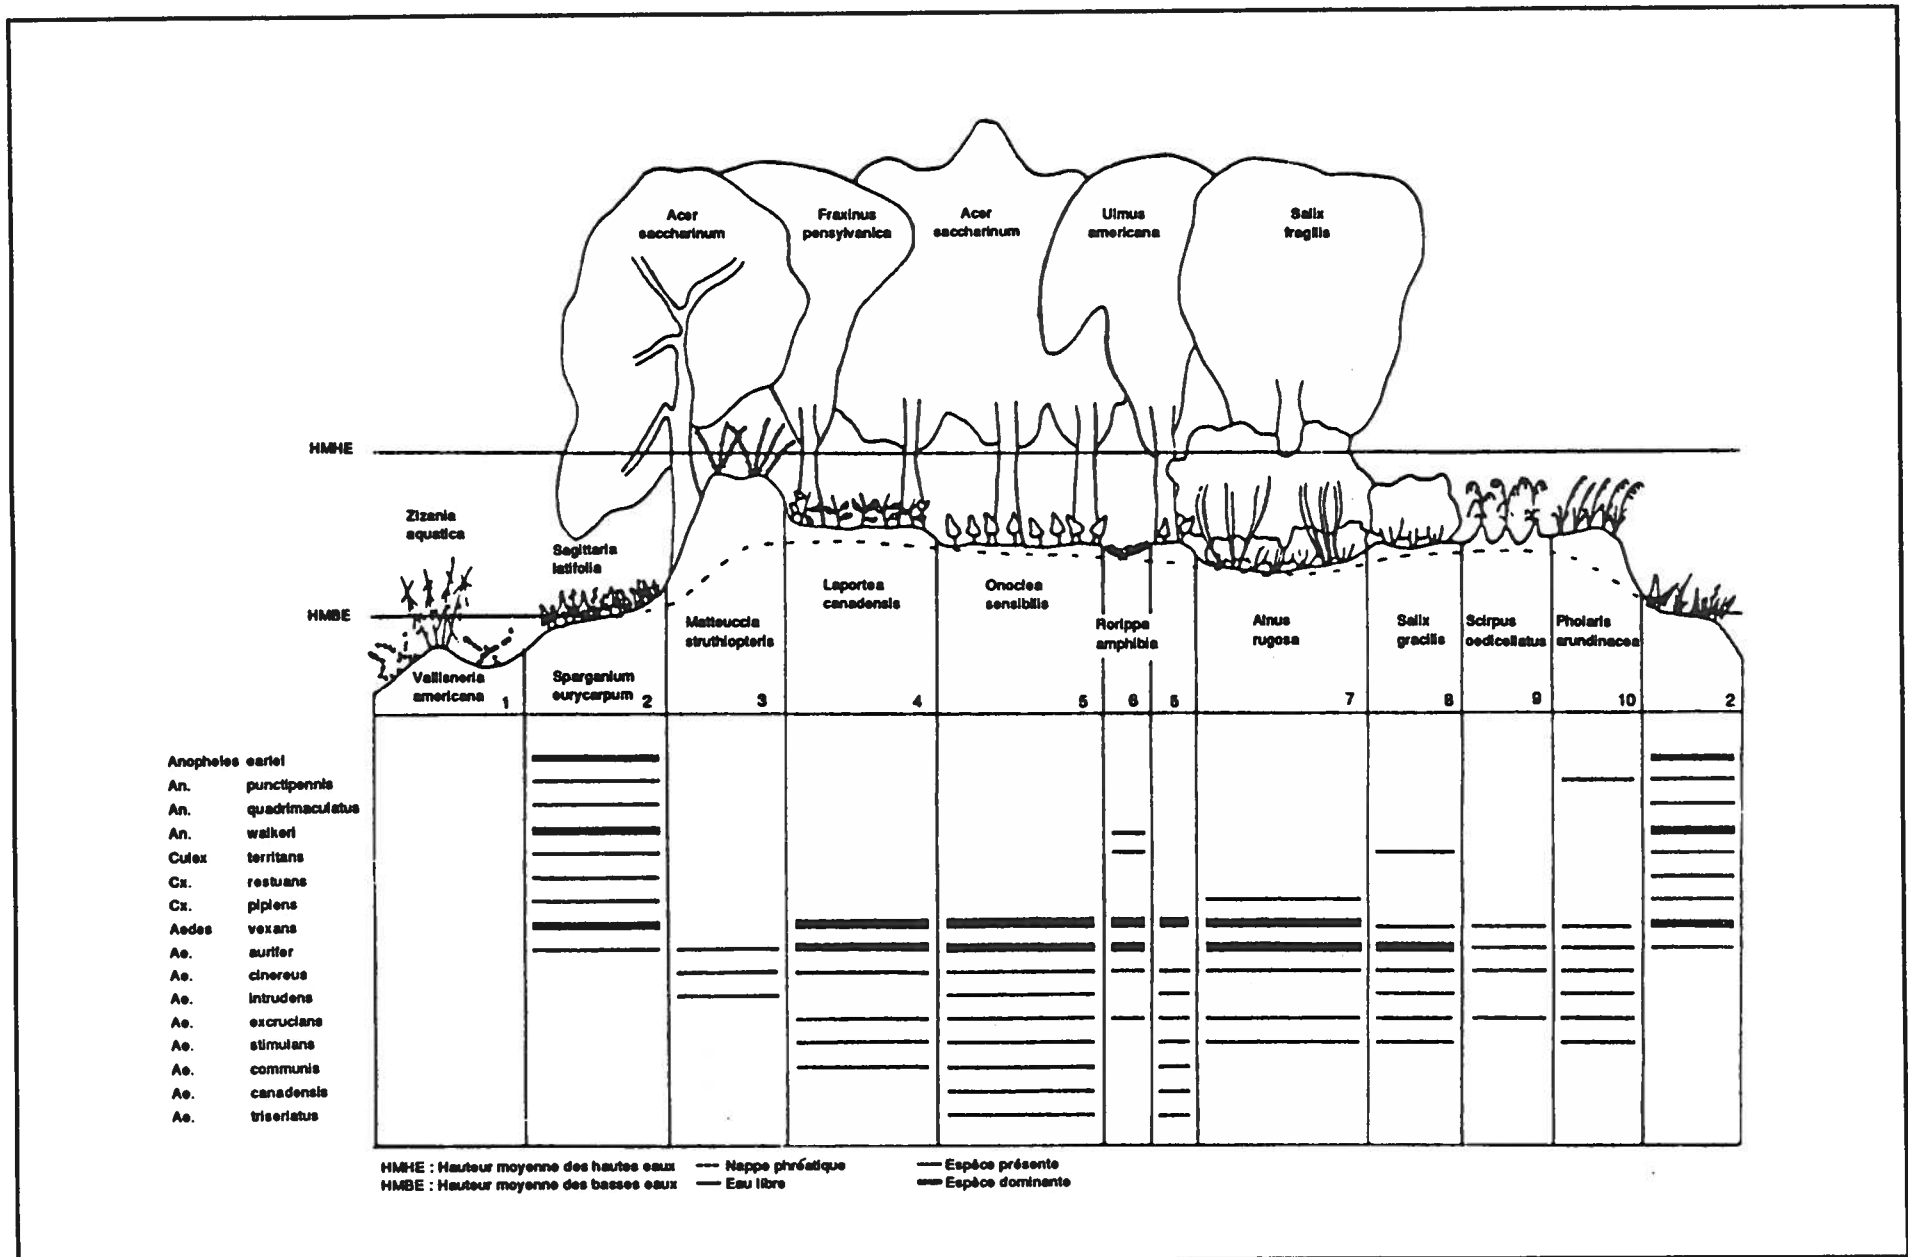 Acer
saccharinum
Fraxinus
pensylvanica
Acer
saccharinum
Ulmus
americana
Salix
fragilis
HMHE
Zizania
aquatica
Sagittaria
latifolia
HMBE
Laportea
canadensis
Onoclea
sensibilis
Matteuccia
struthiopteris
Rorippa
amphibia
Alnus
rugosa
Salix
gracilis
Scirpus
pedicellatus
Pholaris
arundinacea
Vallisneria
americana
Sparganium
eurycarpum
1 2 3 4 5 6 5 7 8 9 10 2
Anopheles earlei
An. punctipennis
An. quadrimaculatus
An. walkeri
Culex territans
Cx. restuans
Cx. pipiens
Aedes vexans
Ae. aurifer
Ae. cinereus
Ae. intrudens
Ae. excrucians
Ae. stimulans
Ae. communis
Ae. canadensis
Ae. triseriatus
HMHE : Hauteur moyenne des hautes eaux
HMBE : Hauteur moyenne des basses eaux
Nappe phréatique
Eau libre
Espèce présente
Espèce dominante